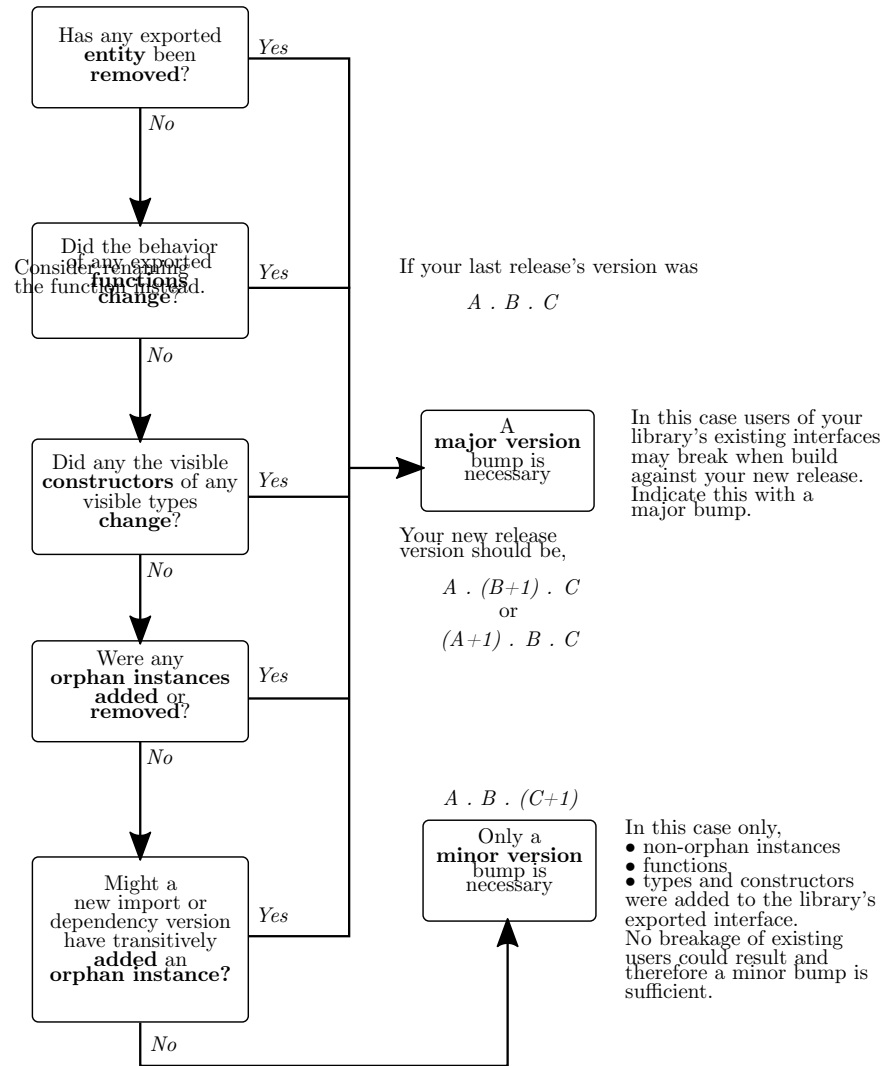 Has any exported
entity been
removed?
Yes
No
Did the behavior
of any exported
functions
change?
Consider renaming
the function instead.
Yes
No
If your last release's version was
A . B . C
Did any the visible
constructors of any
visible types
change?
Yes
No
A
major version
bump is
necessary
In this case users of your
library's existing interfaces
may break when build
against your new release.
Indicate this with a
major bump.
Your new release
version should be,
A . (B+1) . C
or
(A+1) . B . C
Were any
orphan instances
added or
removed?
Yes
No
A . B . (C+1)
Only a
minor version
bump is
necessary
In this case only,
• non-orphan instances
• functions
• types and constructors
were added to the library's
exported interface.
No breakage of existing
users could result and
therefore a minor bump is
sufficient.
Might a
new import or
dependency version
have transitively
added an
orphan instance?
Yes
No